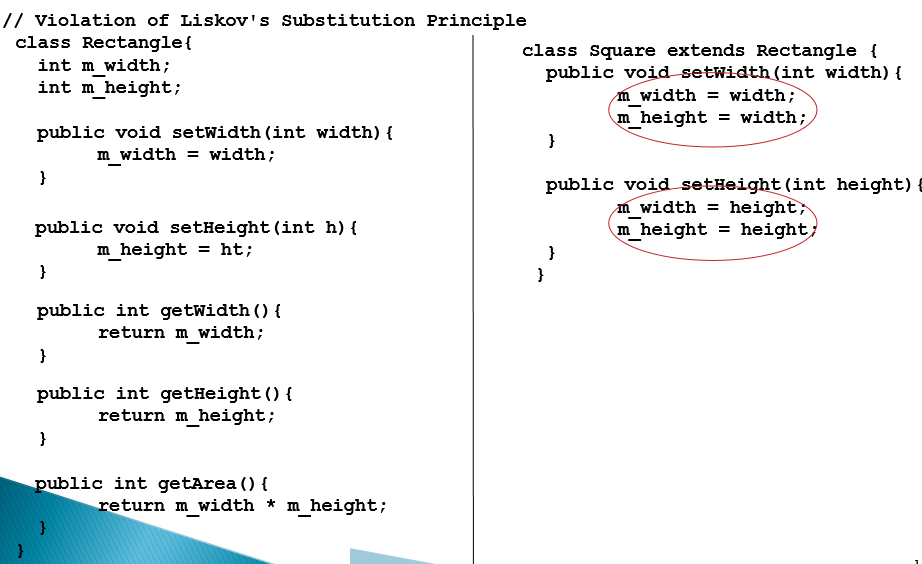 // Violation of Liskov's Substitution Principle
class Rectangle{
int m_width;
int m_height;
public void setWidth(int width){
m_width = width;
}
public void setHeight(int h){
m_height = ht;
}
public int getWidth(){
return m_width;
}
public int getHeight(){
return m_height;
}
public int getArea(){
return m_width * m_height;
}
}
class Square extends Rectangle {
public void setWidth(int width){
m_width = width;
m_height = width;
}
public void setHeight(int height){
m_width = height;
m_height = height;
}
}